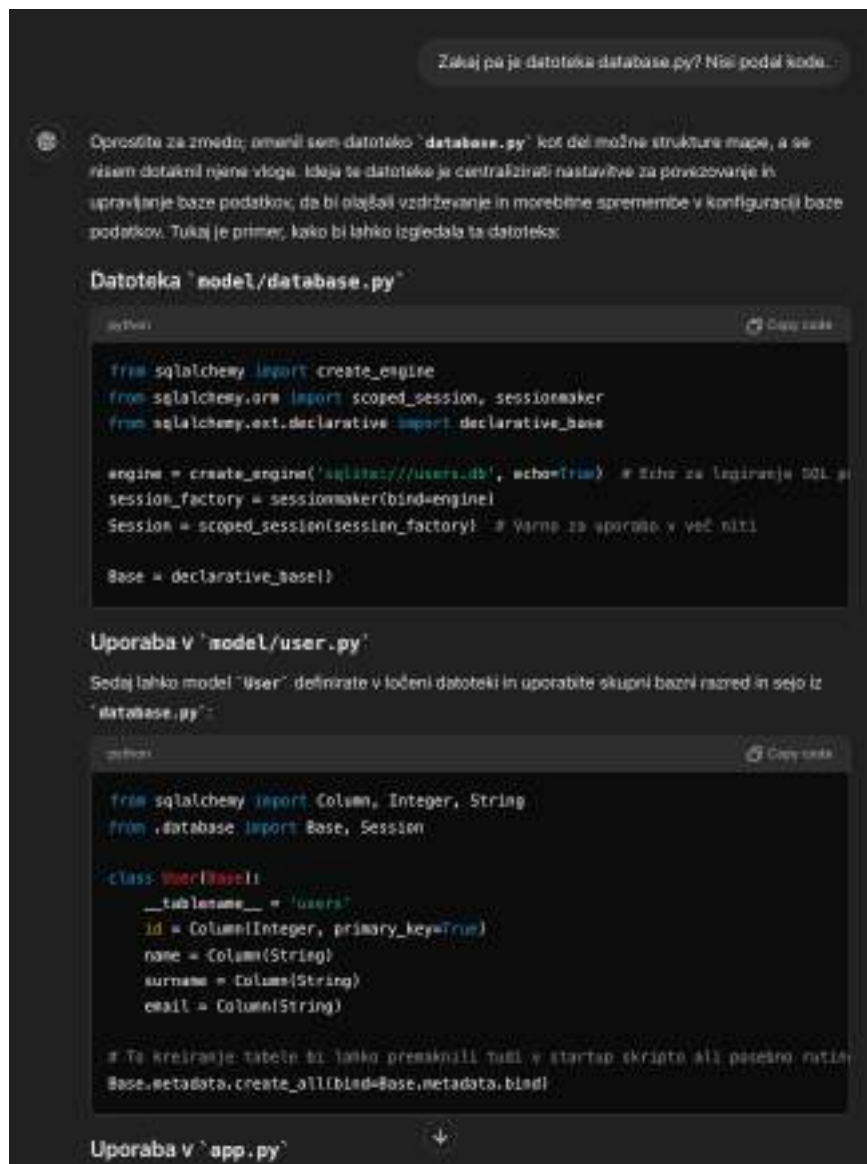 Zakaj pa je datoteka database.py? Nisi podal kode.
Oprostite za zmedo; omenil sem datoteko `database.py` kot del možne strukture mape, a se
nisem dotaknil njene vloge. Ideja te datoteke je centralizirati nastavitve za povezovanje in
upravljanje baze podatkov, da bi olajšali vzdrževanje in morebitne spremembe v konfiguraciji baze
podatkov. Tukaj je primer, kako bi lahko izgledala ta datoteka:
Datoteka `model/database.py`
python
Copy code
from sqlalchemy import create_engine
from sqlalchemy.orm import scoped_session, sessionmaker
from sqlalchemy.ext.declarative import declarative_base
engine = create_engine('sqlite:///users.db', echo=True)  # Echo za logiranje SQL p
session_factory = sessionmaker(bind=engine)
Session = scoped_session(session_factory)  # Varno za uporabo v več niti
Base = declarative_base()
Uporaba v `model/user.py`
Sedaj lahko model `User` definirate v ločeni datoteki in uporabite skupni bazni razred in sejo iz
`database.py`:
python
Copy code
from sqlalchemy import Column, Integer, String
from .database import Base, Session
class User(Base):
__tablename__ = 'users'
id = Column(Integer, primary_key=True)
name = Column(String)
surname = Column(String)
email = Column(String)
# To kreiranje tabele bi lahko premaknili tudi v startup skripto ali posebno rutin
Base.metadata.create_all(bind=Base.metadata.bind)
Uporaba v `app.py`